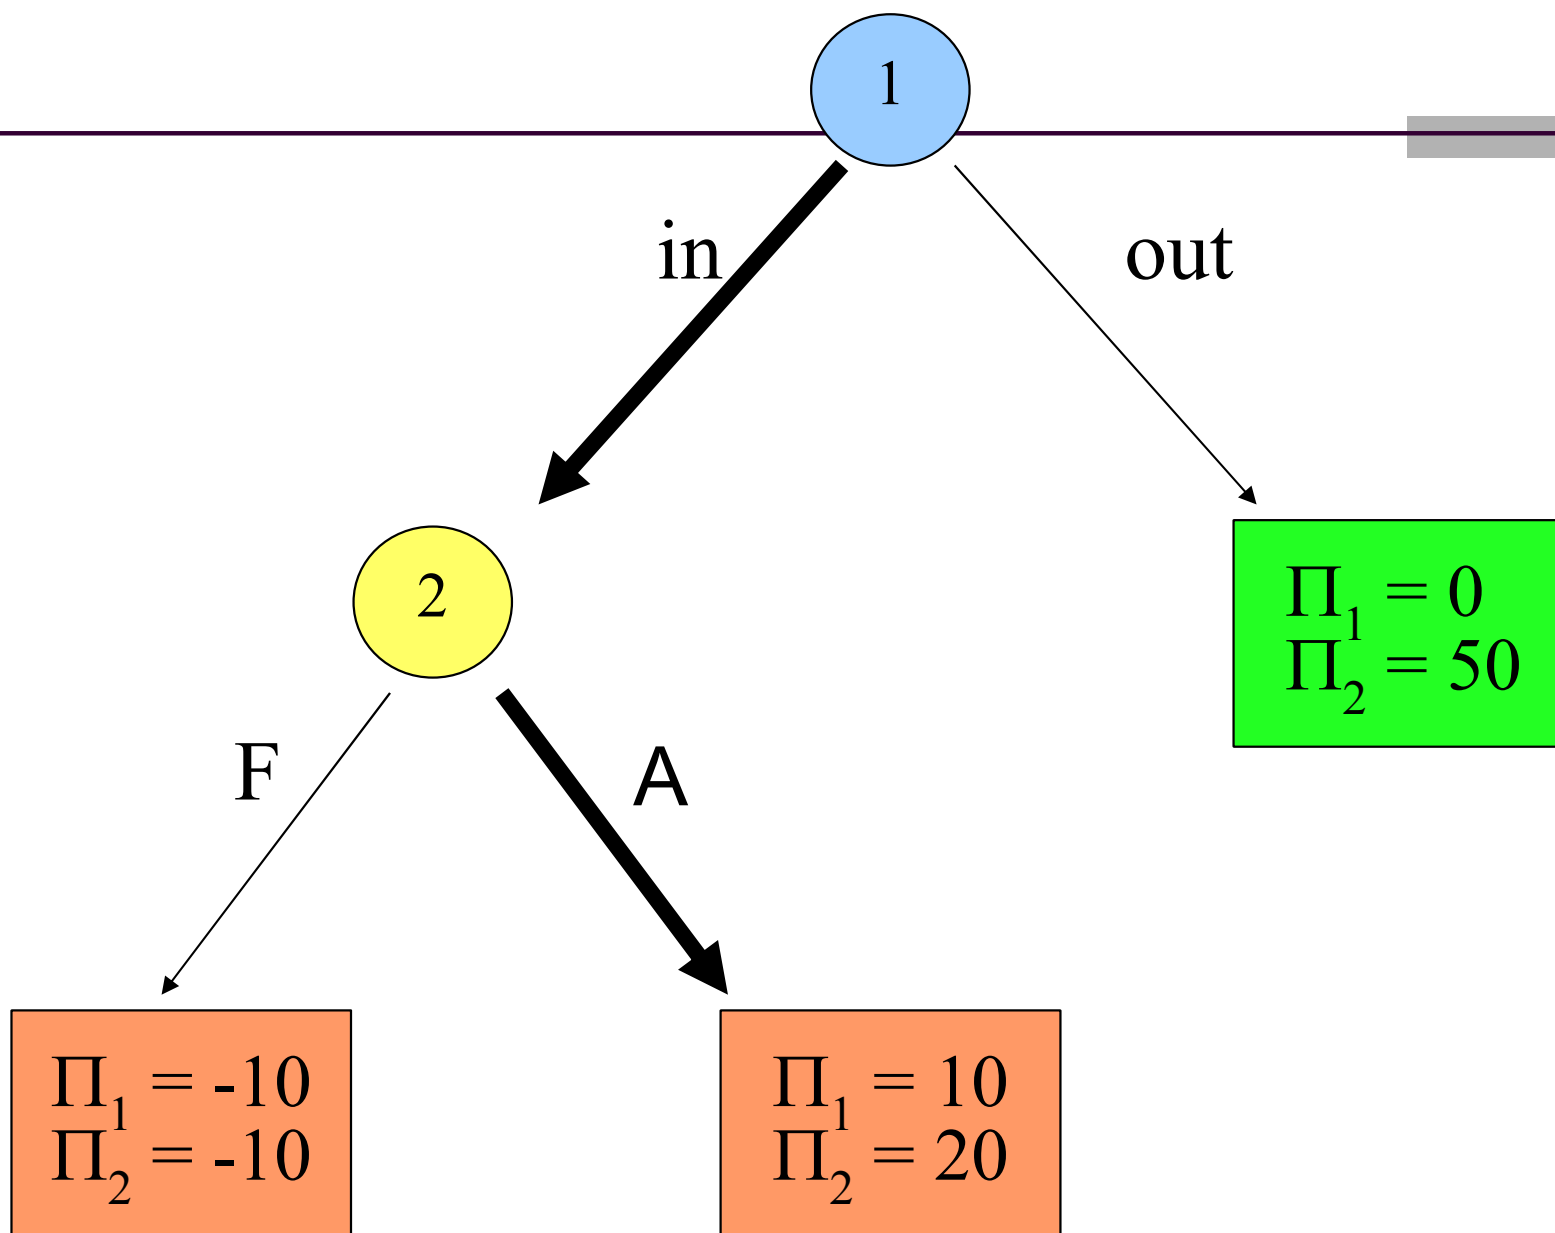 1
in
out
2
Π₁ = 0
Π₂ = 50
F
A
Π₁ = -10
Π₂ = -10
Π₁ = 10
Π₂ = 20